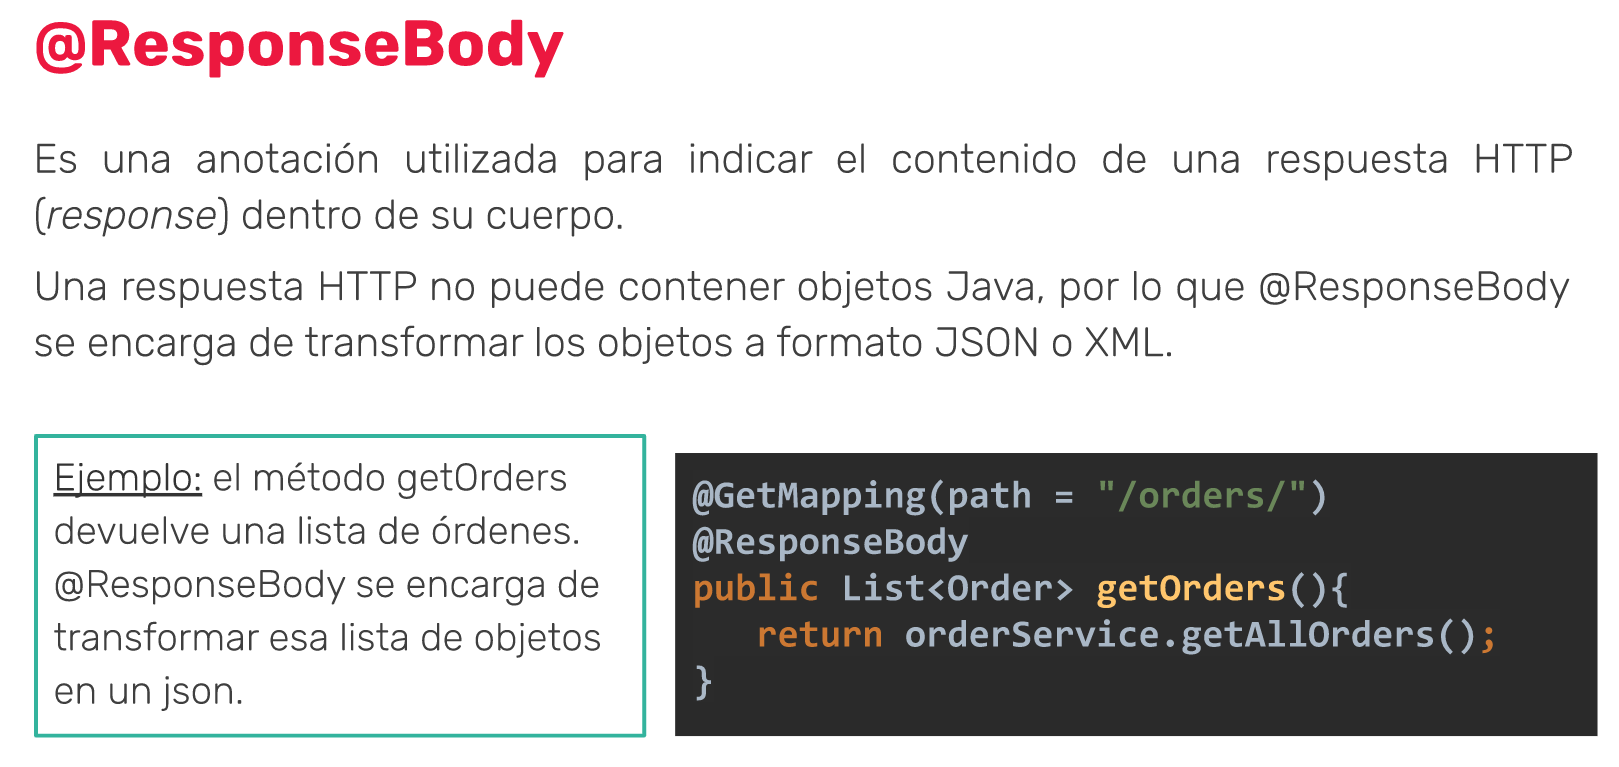 @ResponseBody
Es una anotación utilizada para indicar el contenido de una respuesta HTTP
(response) dentro de su cuerpo.
Una respuesta HTTP no puede contener objetos Java, por lo que @ResponseBody
se encarga de transformar los objetos a formato JSON o XML.
Ejemplo: el método getOrders
devuelve una lista de órdenes.
@ResponseBody se encarga de
transformar esa lista de objetos
en un json.
@GetMapping(path = "/orders/")
@ResponseBody
public List<Order> getOrders(){
   return orderService.getAllOrders();
}